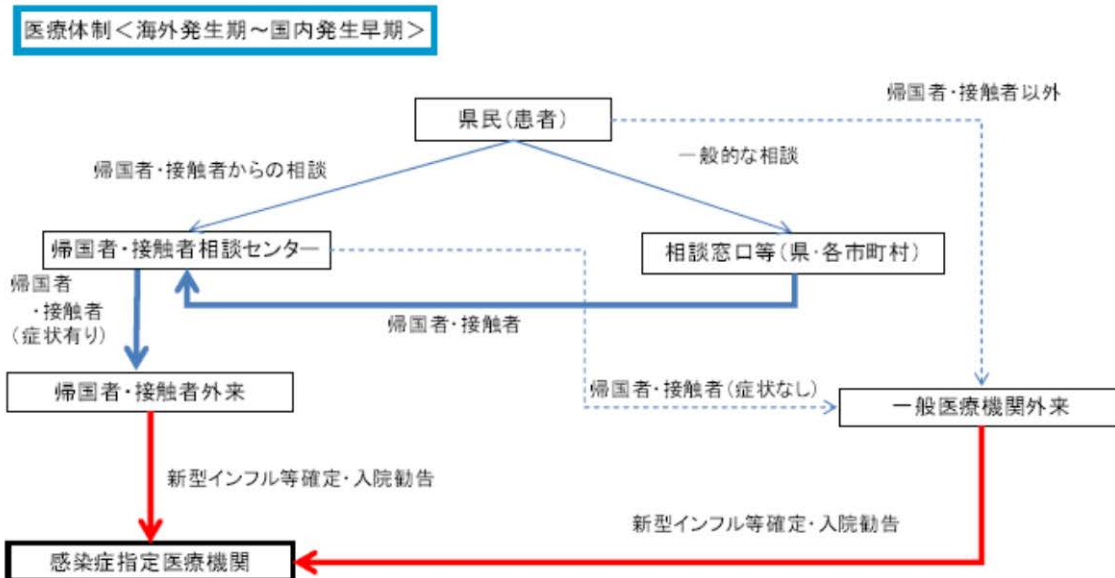 医療体制＜海外発生期～国内発生早期＞
帰国者・接触者以外
県民（患者）
一般的な相談
帰国者・接触者からの相談
帰国者・接触者相談センター
相談窓口等（県・各市町村）
帰国者
・接触者
（症状有り）
帰国者・接触者
帰国者・接触者外来
帰国者・接触者（症状なし）
一般医療機関外来
新型インフル等確定・入院勧告
新型インフル等確定・入院勧告
感染症指定医療機関